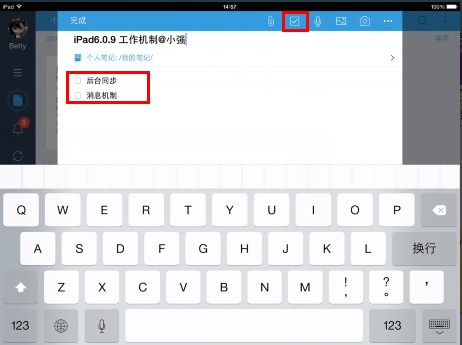 iPad 14:57 100%
完成
Betty
iPad6.0.9 工作机制@小强
个人笔记: /我的笔记/
后台同步
消息机制
Q W E R T Y U I O P
A S D F G H J K L 换行
Z X C V B N M ! , ? 。 ’
123 123